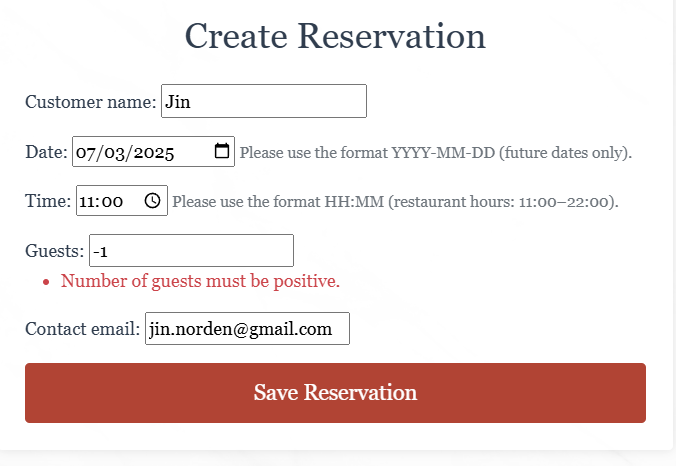 Create Reservation
Customer name: Jin
Date: 07/03/2025 Please use the format YYYY-MM-DD (future dates only).
Time: 11:00 Please use the format HH:MM (restaurant hours: 11:00–22:00).
Guests: -1
• Number of guests must be positive.
Contact email: jin.norden@gmail.com
Save Reservation